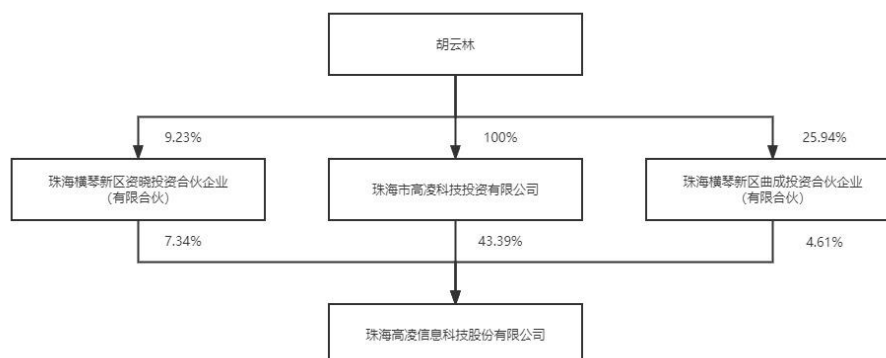 胡云林
9.23%
100%
25.94%
珠海横琴新区资晓投资合伙企业
（有限合伙）
珠海市高凌科技投资有限公司
珠海横琴新区曲成投资合伙企业
（有限合伙）
7.34%
43.39%
4.61%
珠海高凌信息科技股份有限公司